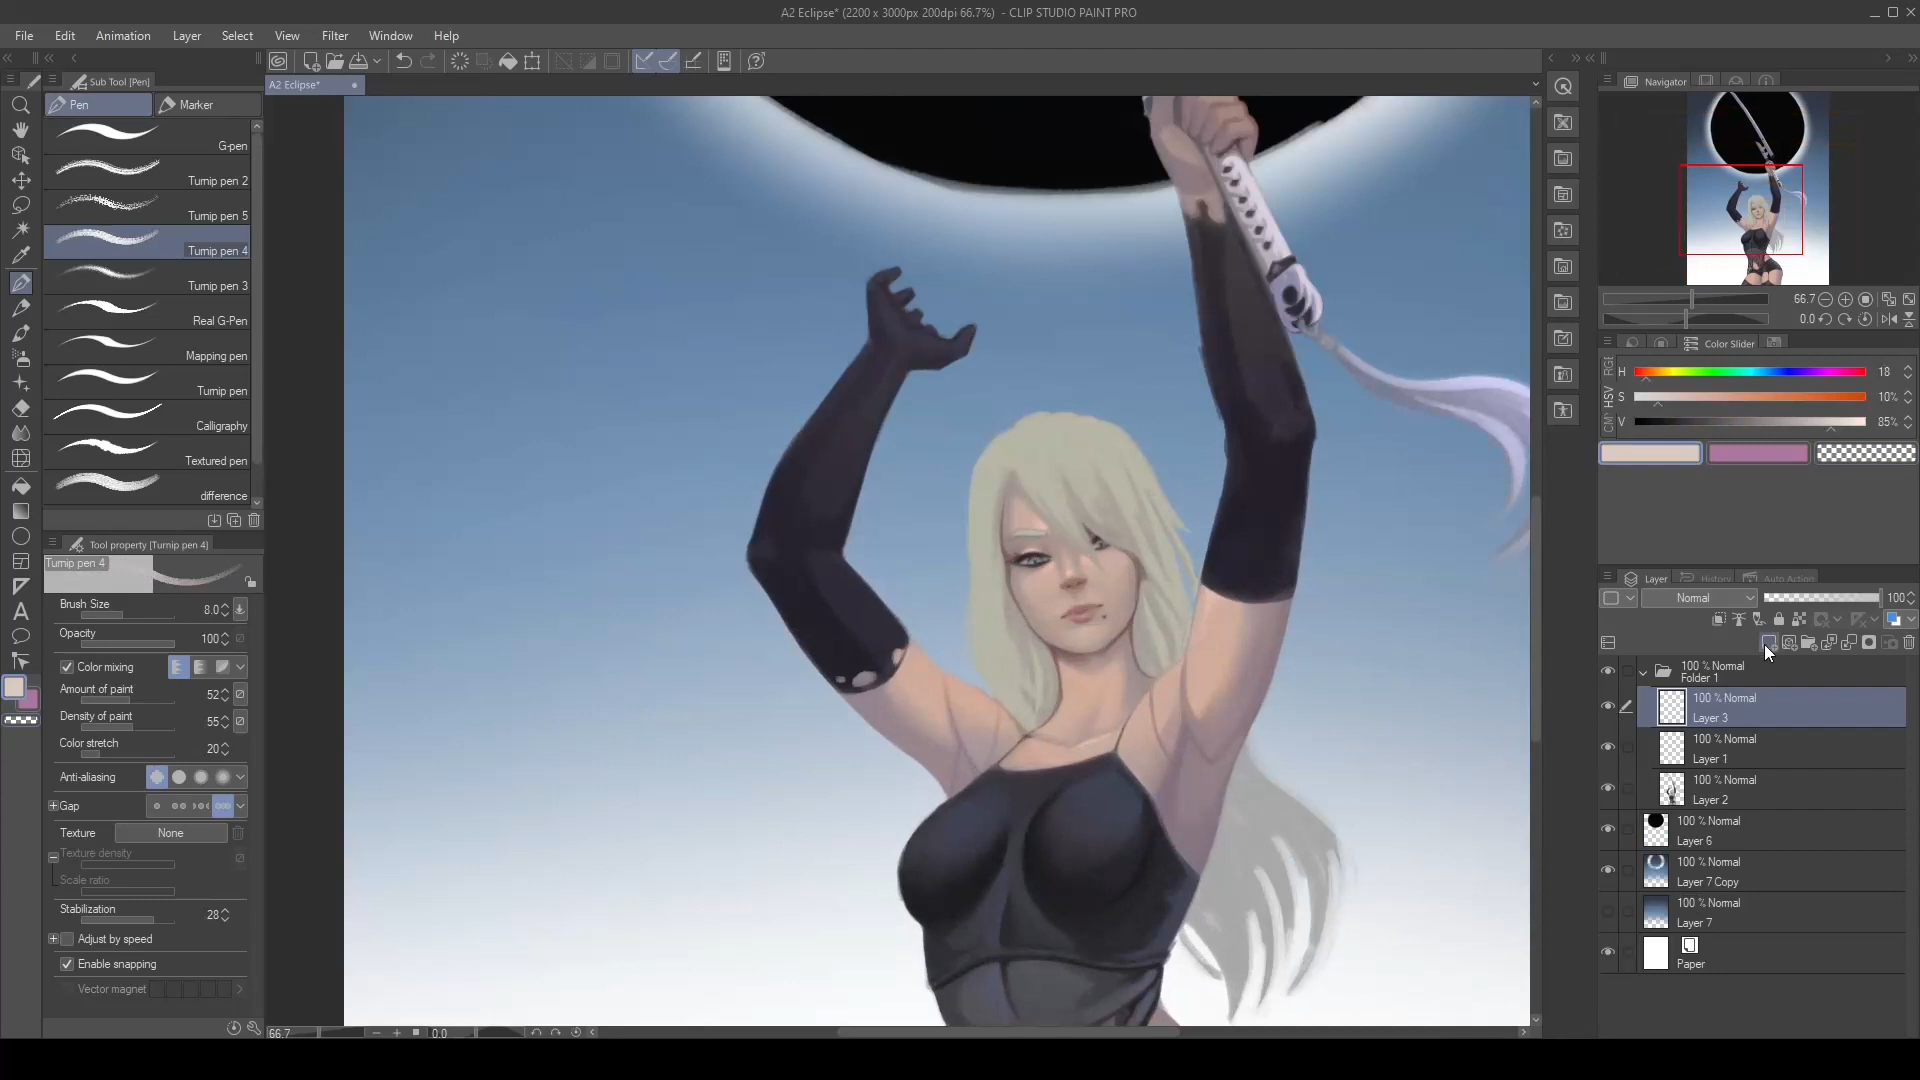 A2 Eclipse* (2200 x 3000px 200dpi 66.7%) - CLIP STUDIO PAINT PRO
File Edit Animation Layer Select View Filter Window Help
Sub Tool [Pen]
Pen
Marker
G-pen
Turnip pen 2
Turnip pen 5
Turnip pen 4
Turnip pen 3
Real G-Pen
Mapping pen
Turnip pen
Calligraphy
Textured pen
difference
Tool property [Turnip pen 4]
Turnip pen 4
Brush Size 8.0
Opacity 100
Color mixing
Amount of paint 52
Density of paint 55
Color stretch 20
Anti-aliasing
Gap
Texture None
Texture density
Scale ratio
Stabilization 28
Adjust by speed
Enable snapping
Vector magnet
A2 Eclipse*
66.7 0.0
Navigator
66.7
0.0
Color Slider
HSV
H 18
S 10%
V 85%
Layer History Auto Action
Normal 100
100 % Normal
Folder 1
100 % Normal
Layer 3
100 % Normal
Layer 1
100 % Normal
Layer 2
100 % Normal
Layer 6
100 % Normal
Layer 7 Copy
100 % Normal
Layer 7
Paper